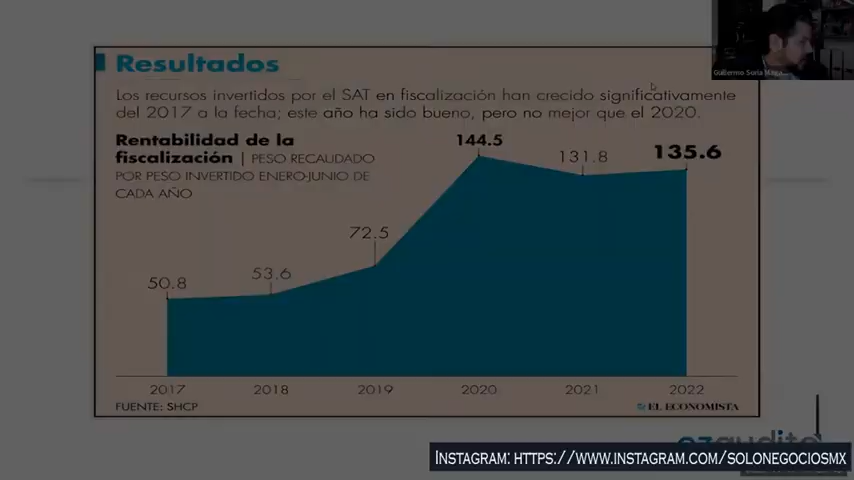 Guillermo Soria
Resultados
Los recursos invertidos por el SAT en fiscalización han crecido significativamente
del 2017 a la fecha; este año ha sido bueno, pero no mejor que el 2020.
Rentabilidad de la
fiscalización | PESO RECAUDADO
POR PESO INVERTIDO ENERO-JUNIO DE
CADA AÑO
144.5
131.8
135.6
72.5
53.6
50.8
2017 2018 2019 2020 2021 2022
FUENTE: SHCP
EL ECONOMISTA
INSTAGRAM: HTTPS://WWW.INSTAGRAM.COM/SOLONEGOCIOSMX